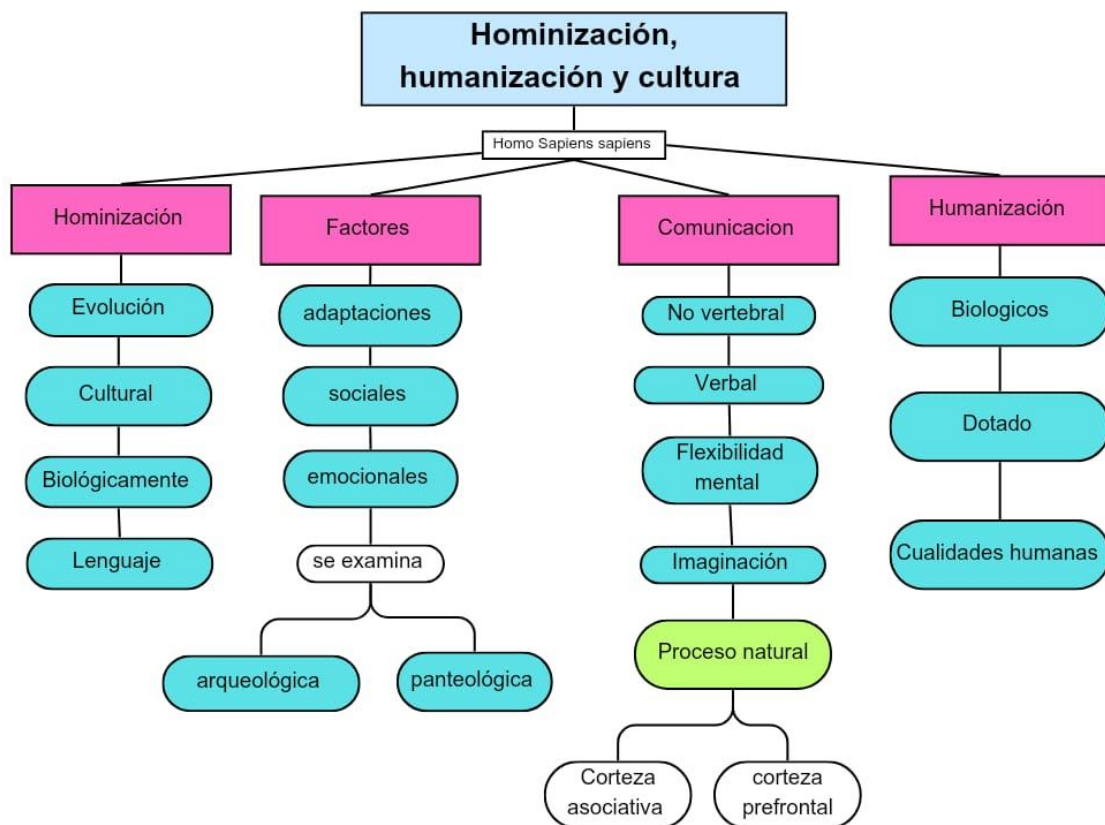 Hominización,
humanización y cultura
Homo Sapiens sapiens
Hominización
Evolución
Cultural
Biológicamente
Lenguaje
Factores
adaptaciones
sociales
emocionales
se examina
arqueológica
panteológica
Comunicacion
No vertebral
Verbal
Flexibilidad
mental
Imaginación
Proceso natural
Corteza
asociativa
corteza
prefrontal
Humanización
Biologicos
Dotado
Cualidades humanas